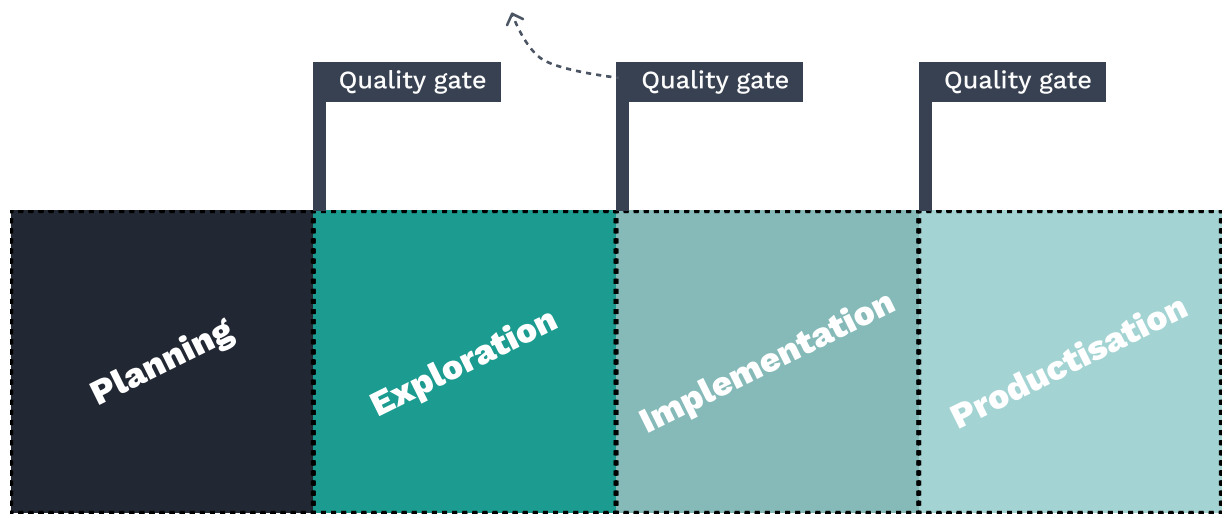 Quality gate
Quality gate
Quality gate
Planning
Exploration
Implementation
Productisation